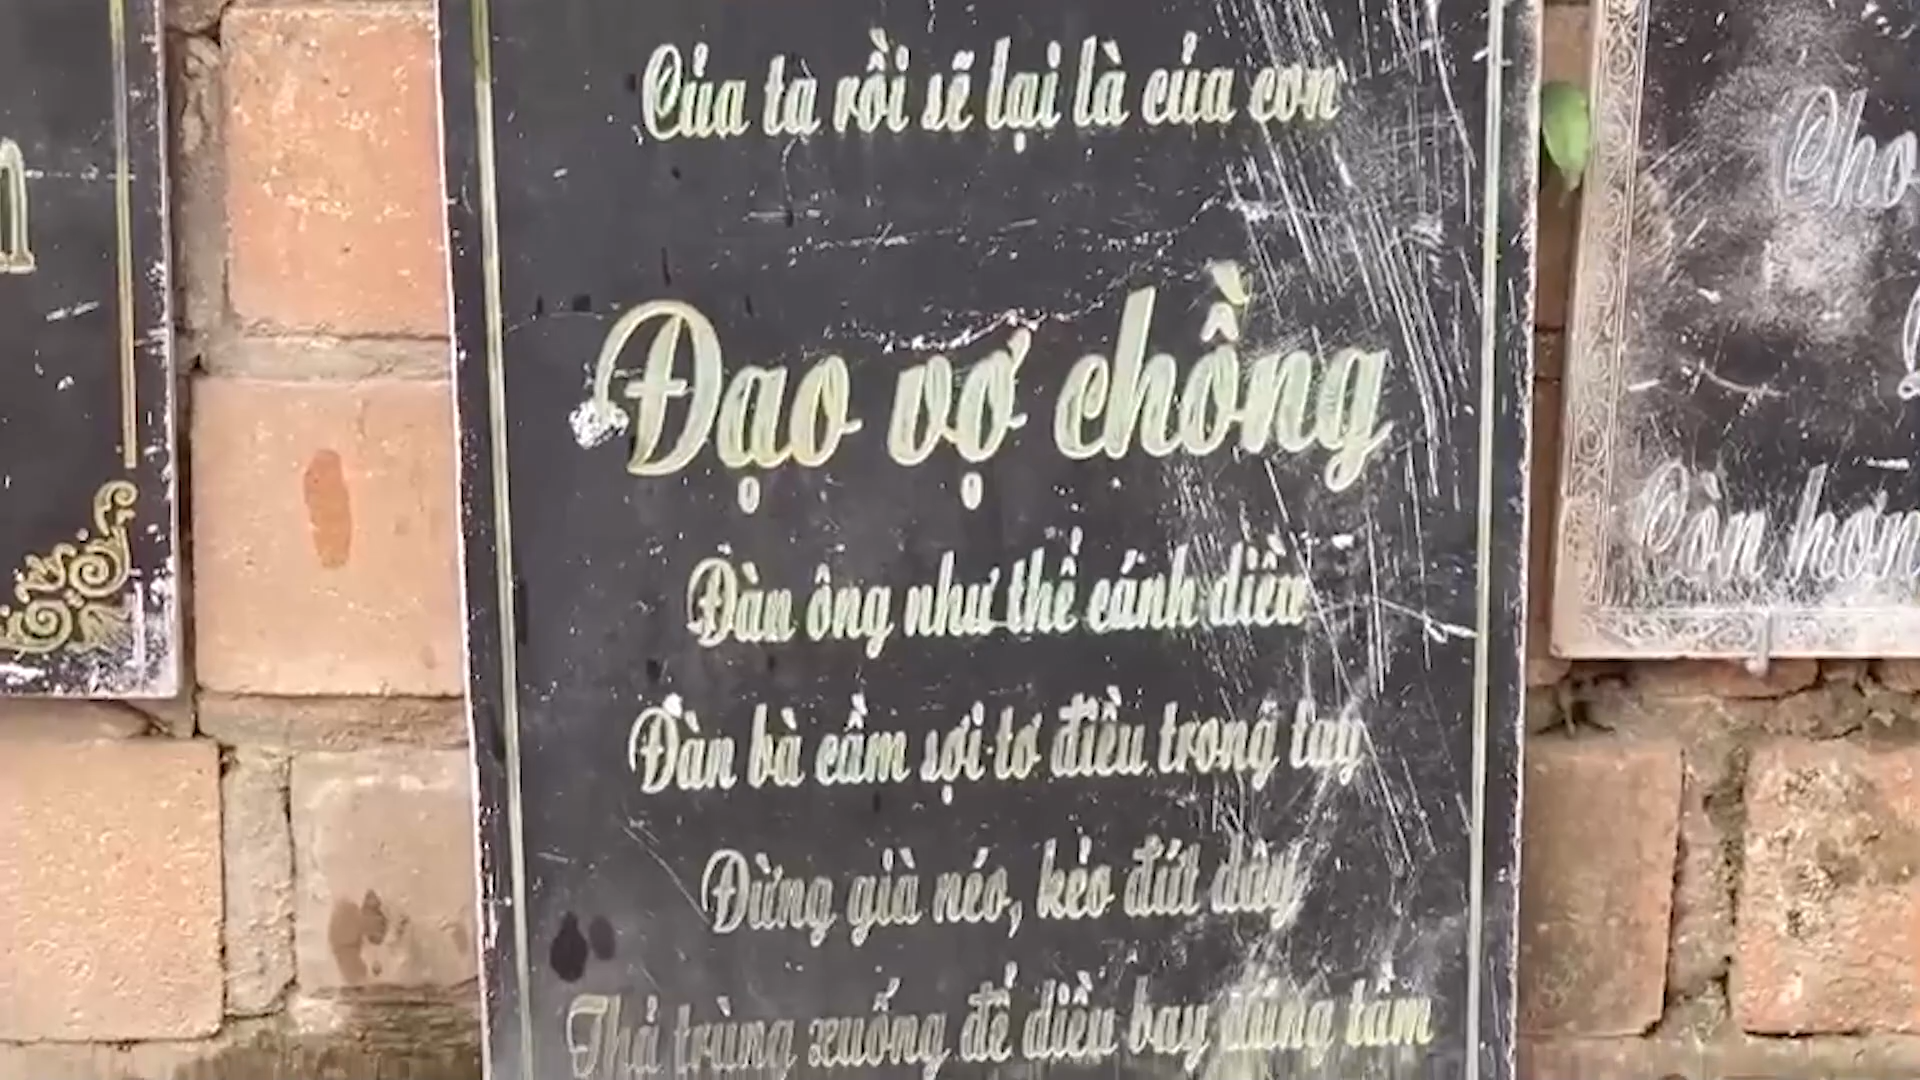 Của ta rồi sẽ lại là của con
Đạo vợ chồng
Đàn ông như thể cánh diều
Đàn bà cầm sợi tơ điều trong tay
Đừng già néo, kẻo đứt dây
Thả trùng xuống để diều bay đúng tầm
Cho
Còn hơn